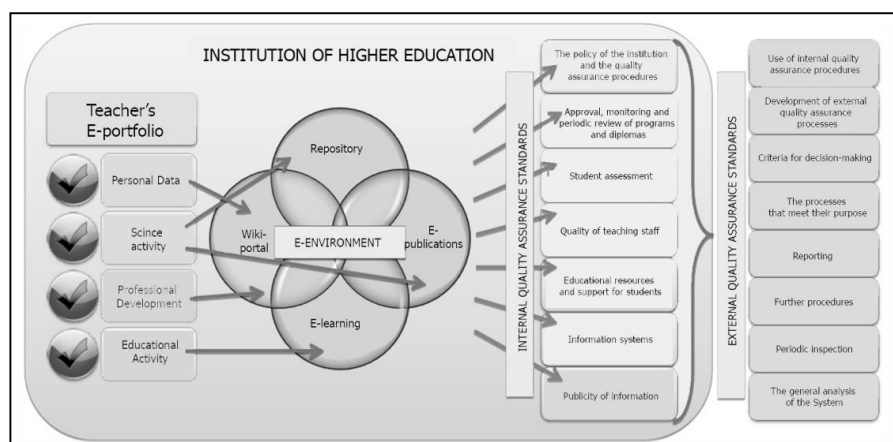 INSTITUTION OF HIGHER EDUCATION
Teacher's
E-portfolio
Personal Data
Scince
activity
Professional
Development
Educational
Activity
Repository
Wiki-
portal
E-ENVIRONMENT
E-
publications
E-learning
INTERNAL QUALITY ASSURANCE STANDARDS
The policy of the institution
and the quality
assurance procedures
Approval, monitoring and
periodic review of programs
and diplomas
Student assessment
Quality of teaching staff
Educational resources
and support for students
Information systems
Publicity of information
EXTERNAL QUALITY ASSURANCE STANDARDS
Use of internal quality
assurance procedures
Development of external
quality assurance
processes
Criteria for decision-making
The processes
that meet their purpose
Reporting
Further procedures
Periodic inspection
The general analysis
of the System